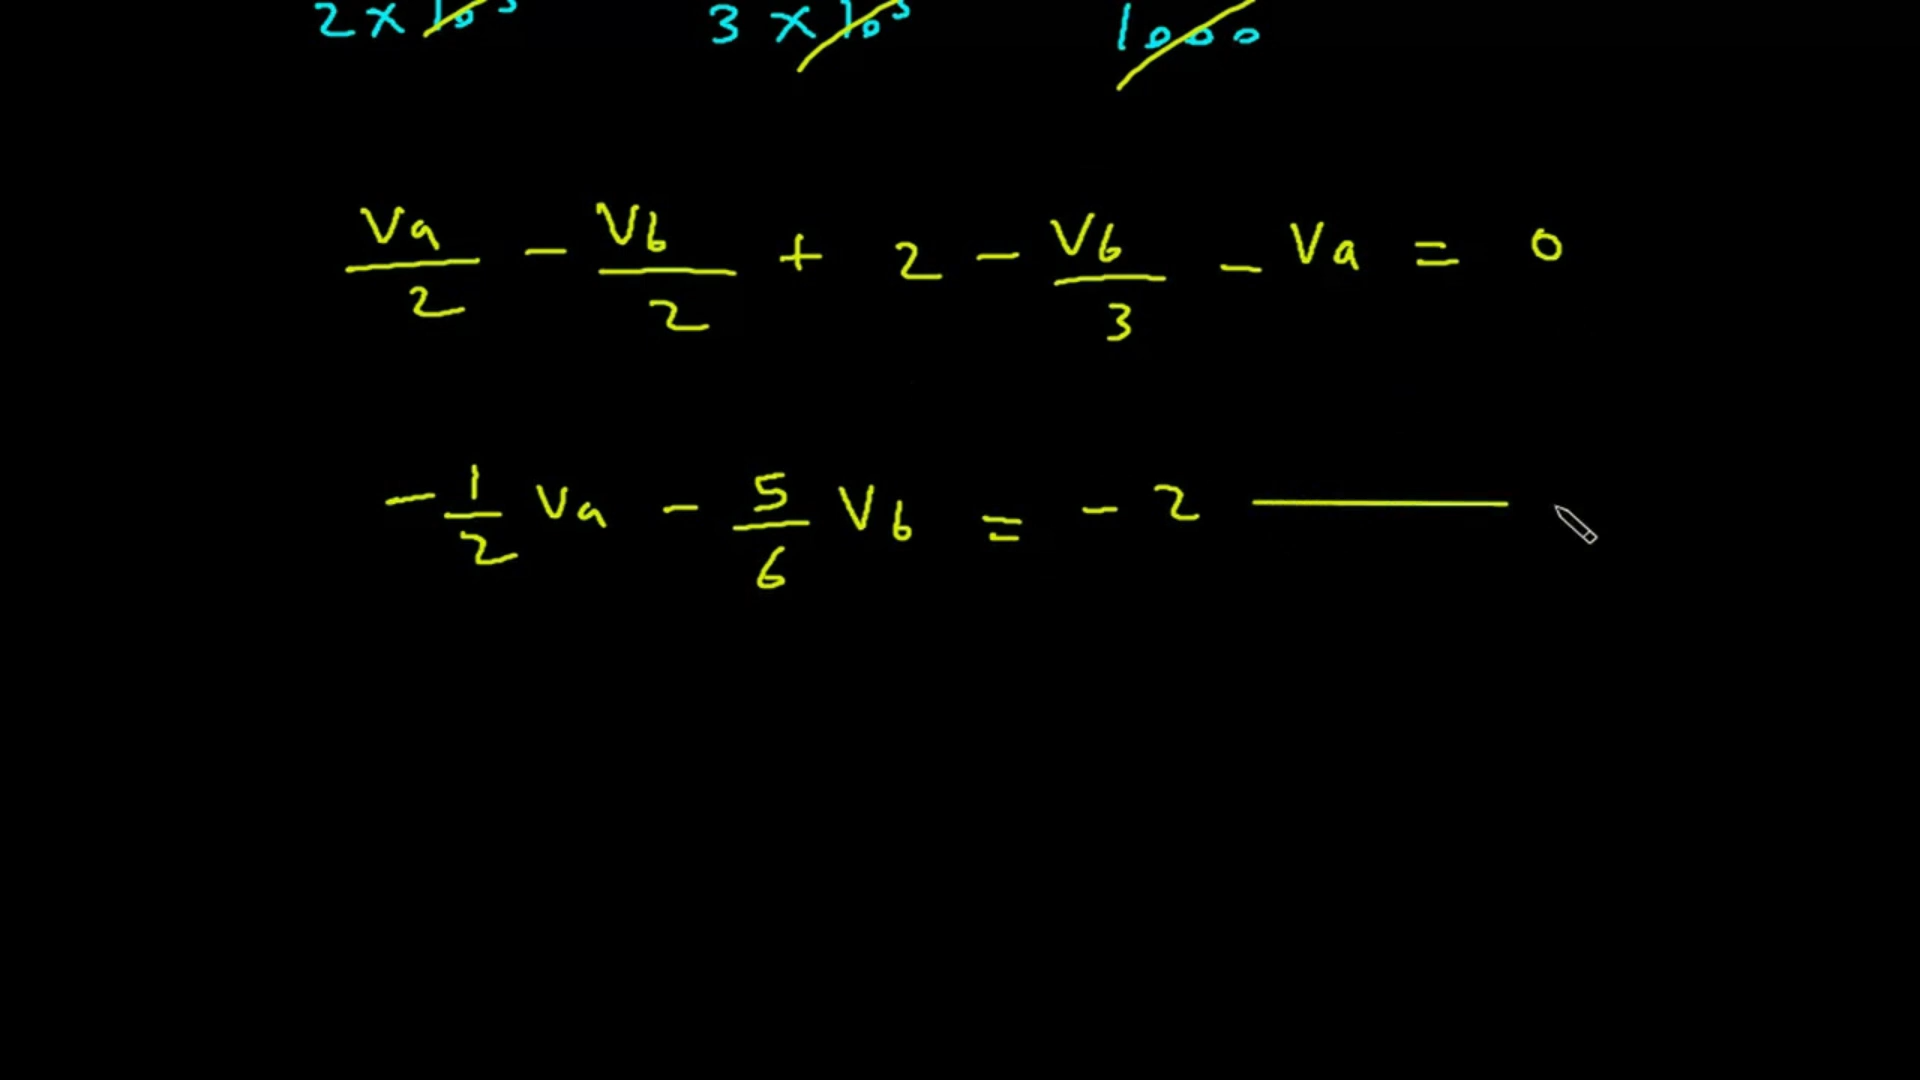 2 × 10³ 3 × 10³ 1000
Va/2 - Vb/2 + 2 - Vb/3 - Va = 0
- 1/2 Va - 5/6 Vb = - 2